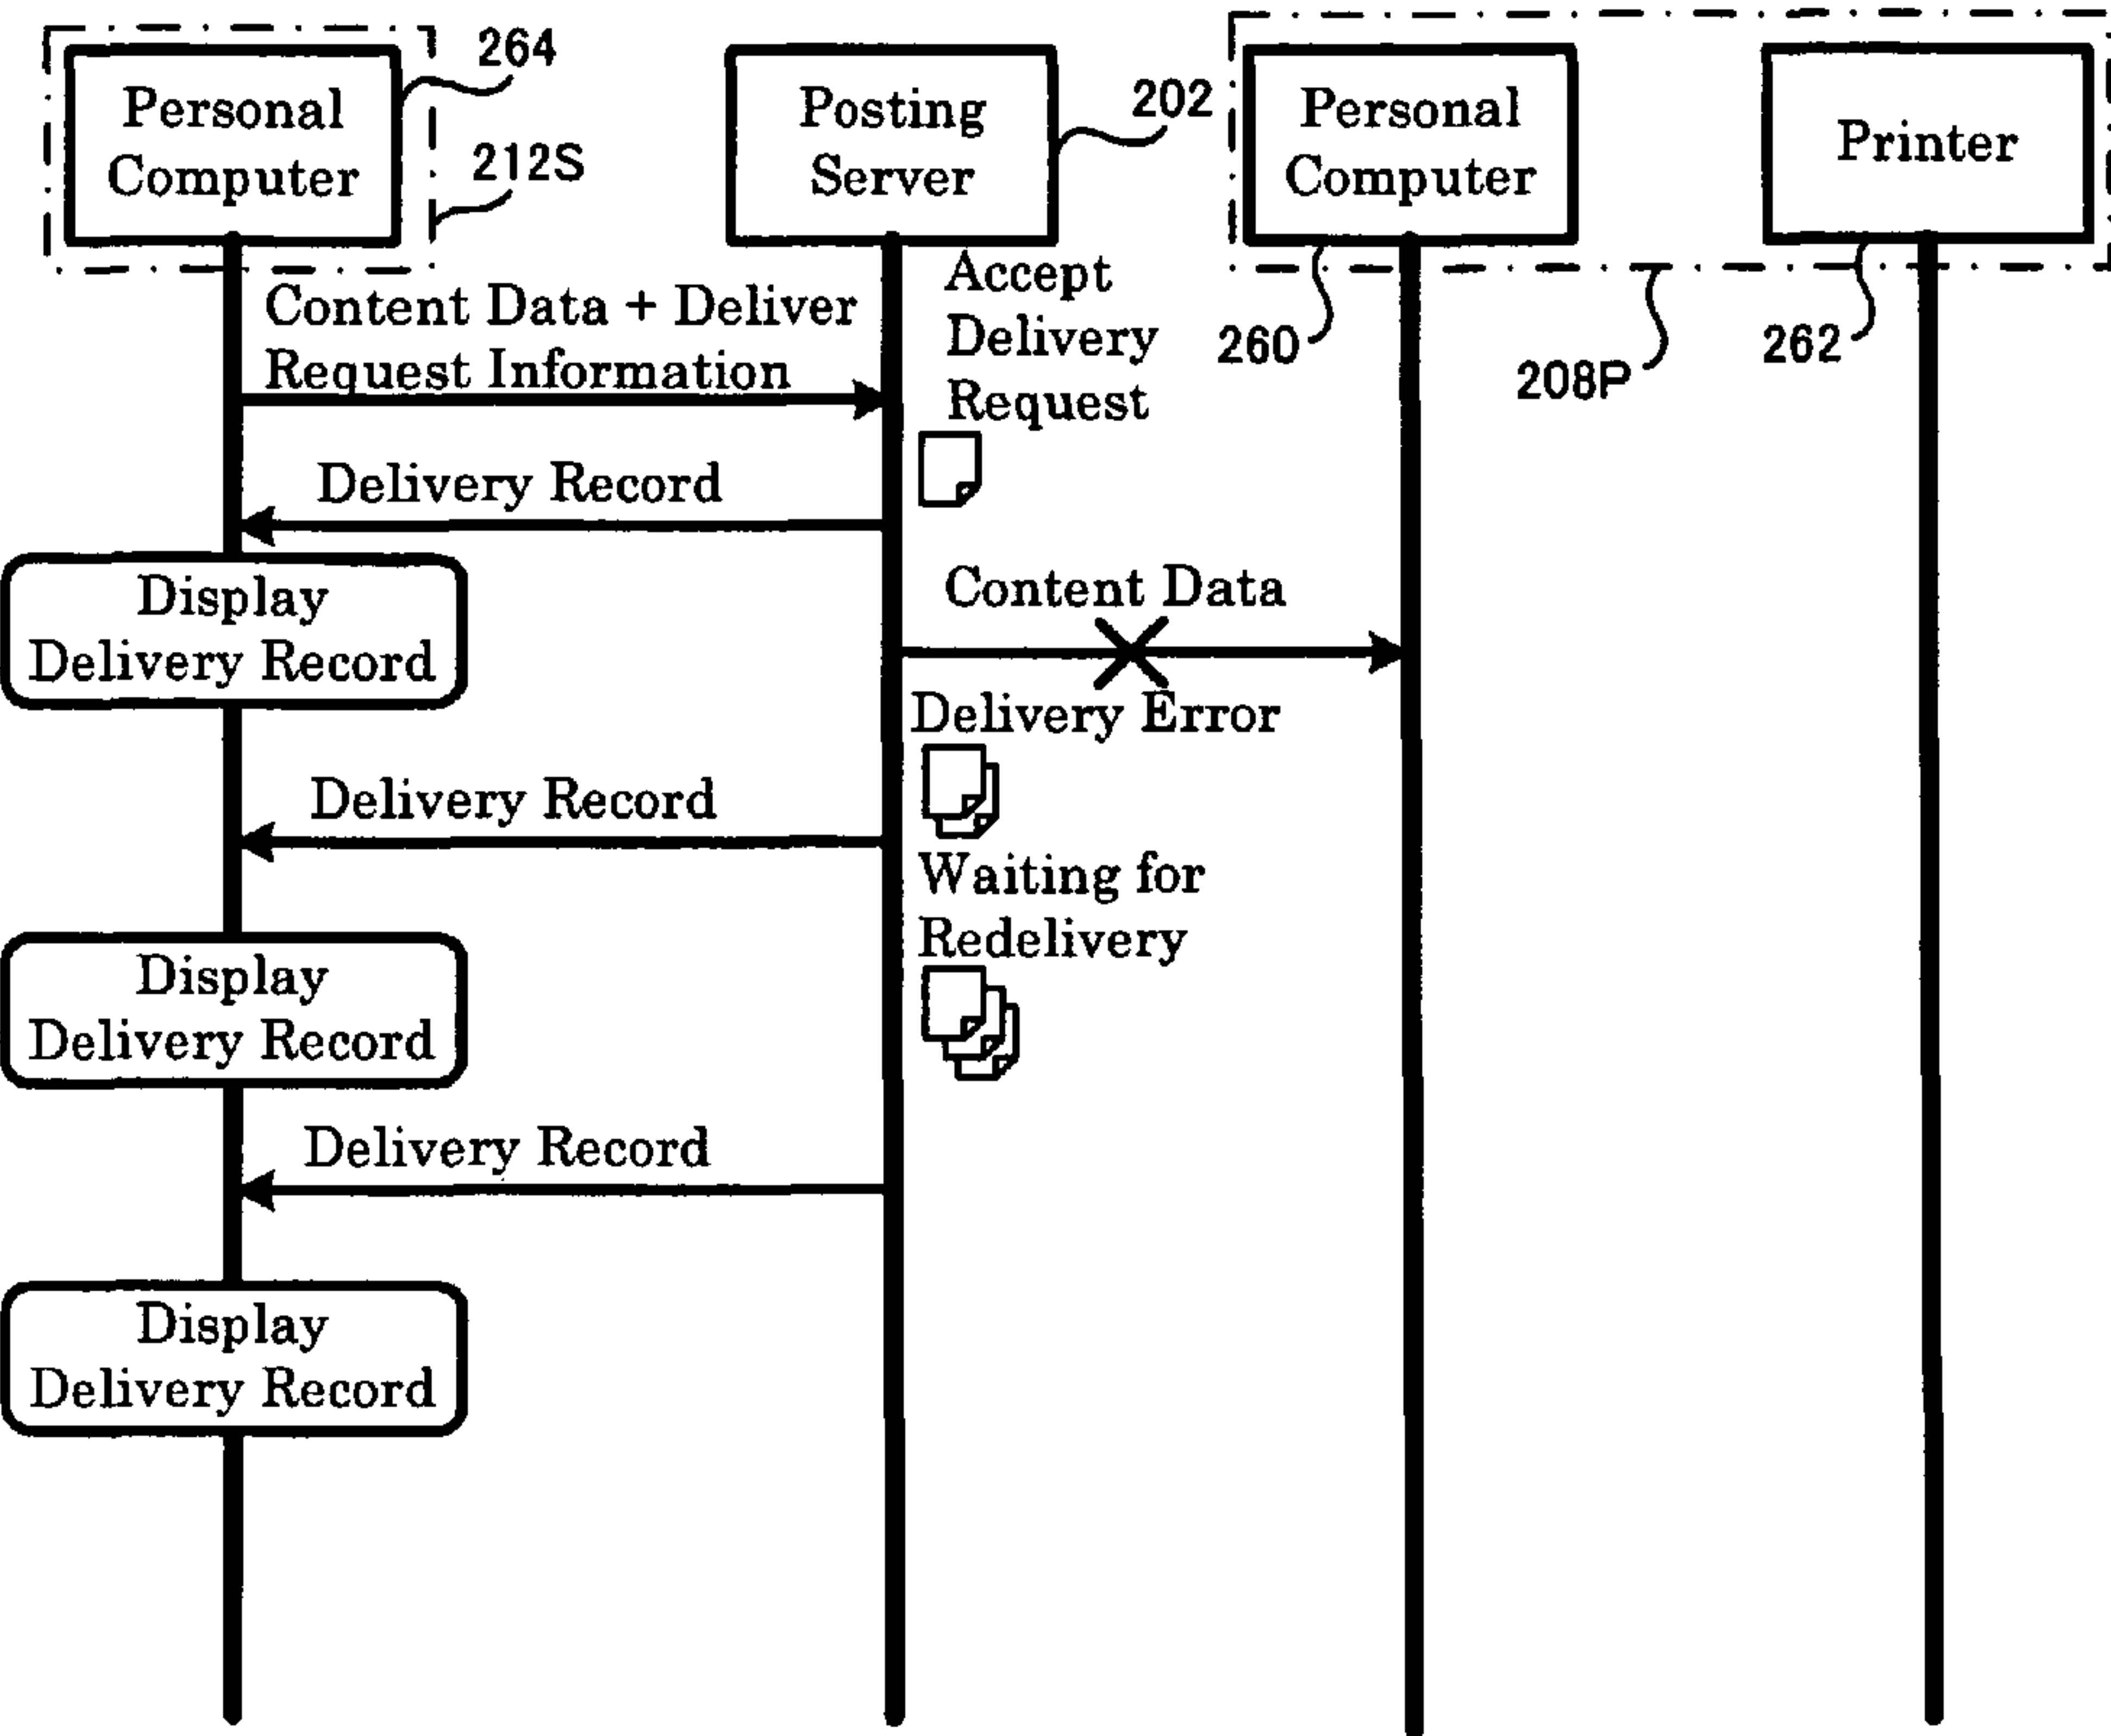 264
Personal
Computer
212S
Posting
Server
202
Personal
Computer
Printer
260
208P
262
Content Data + Deliver
Request Information
Accept
Delivery
Request
Delivery Record
Display
Delivery Record
Content Data
Delivery Error
Delivery Record
Waiting for
Redelivery
Display
Delivery Record
Delivery Record
Display
Delivery Record